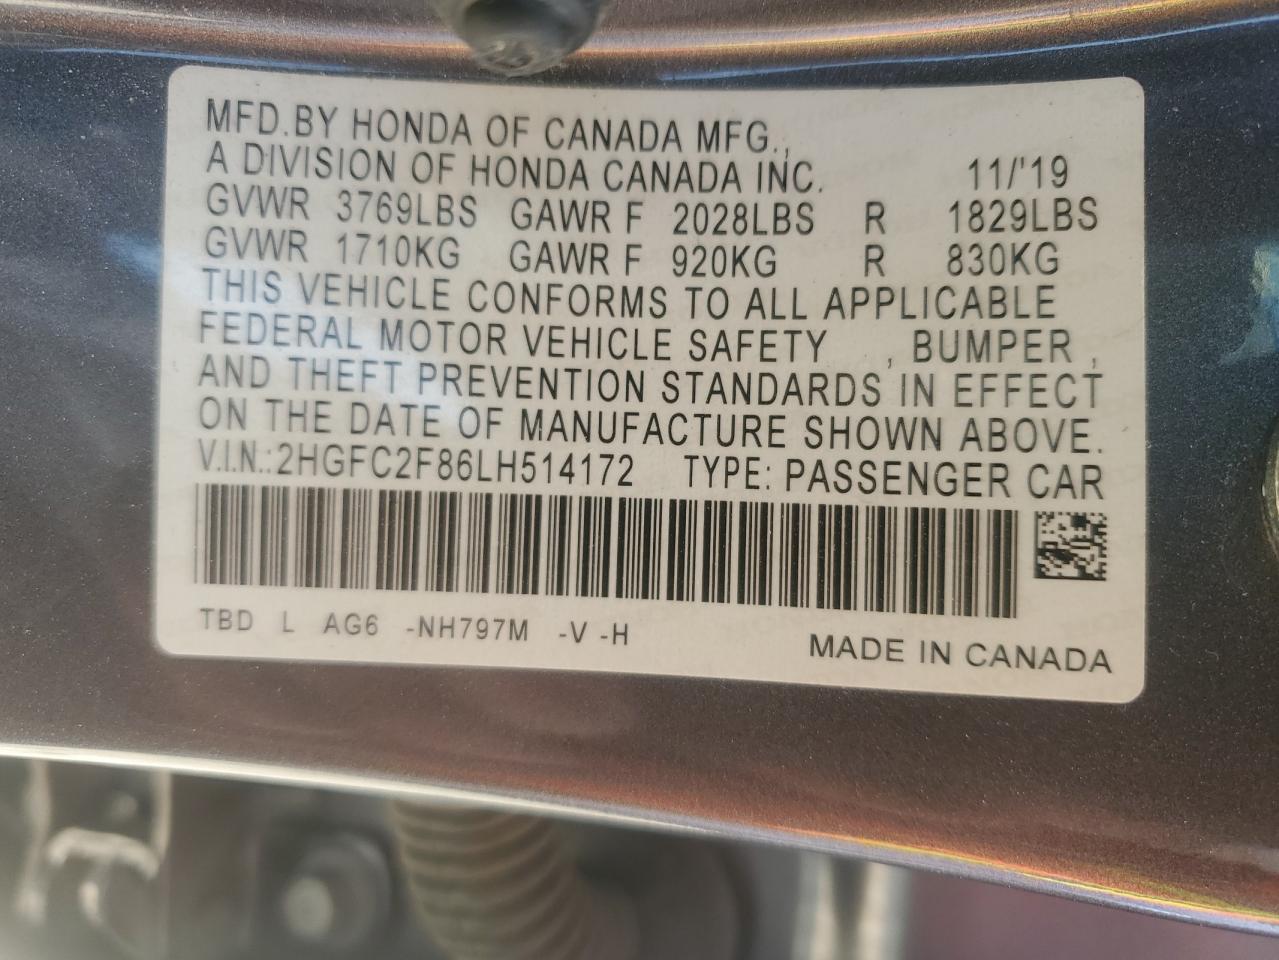 MFD.BY HONDA OF CANADA MFG.,
A DIVISION OF HONDA CANADA INC. 11/'19
GVWR 3769LBS GAWR F 2028LBS R 1829LBS
GVWR 1710KG GAWR F 920KG R 830KG
THIS VEHICLE CONFORMS TO ALL APPLICABLE
FEDERAL MOTOR VEHICLE SAFETY , BUMPER ,
AND THEFT PREVENTION STANDARDS IN EFFECT
ON THE DATE OF MANUFACTURE SHOWN ABOVE.
V.I.N.:2HGFC2F86LH514172 TYPE: PASSENGER CAR
TBD L AG6 -NH797M -V -H
MADE IN CANADA